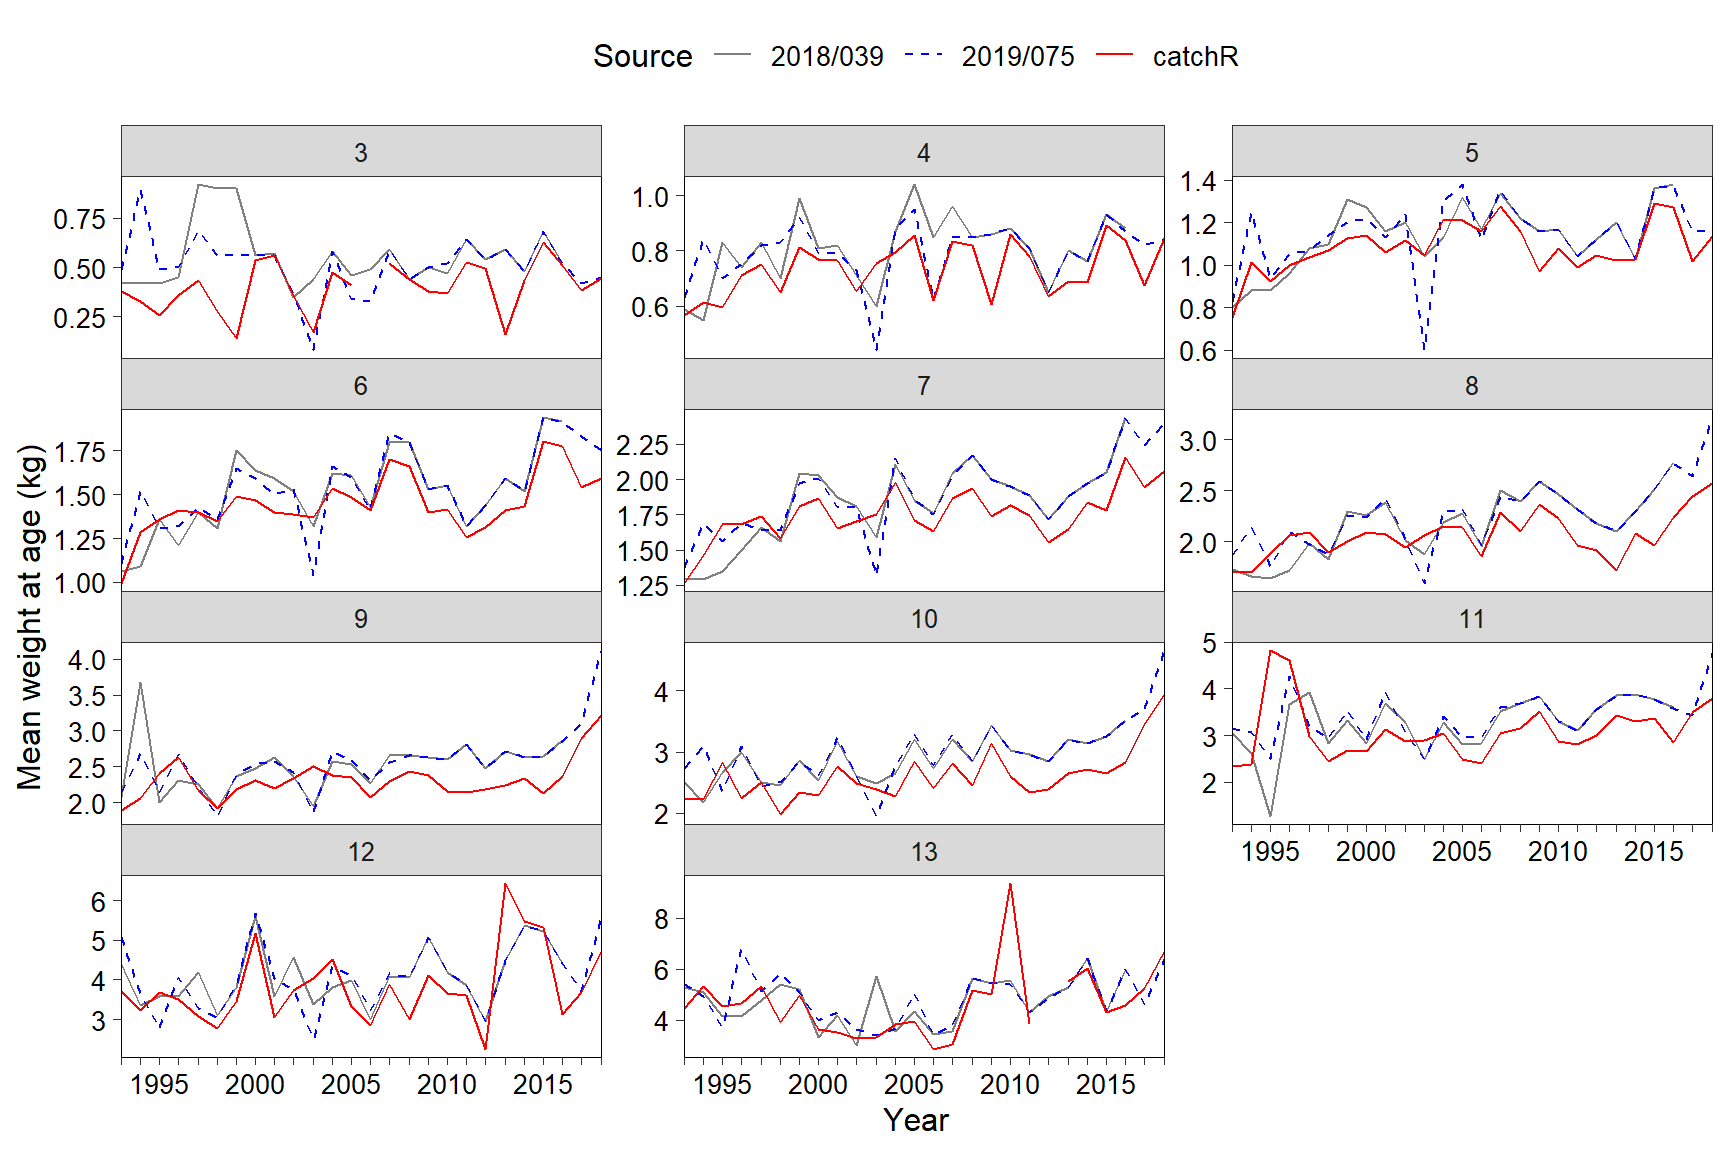 Source 2018/039 2019/075 catchR
3 4 5
0.75 0.50 0.25
1.0 0.8 0.6
1.4 1.2 1.0 0.8 0.6
6 7 8
1.75 1.50 1.25 1.00
2.25 2.00 1.75 1.50 1.25
3.0 2.5 2.0
9 10 11
4.0 3.5 3.0 2.5 2.0
4 3 2
5 4 3 2
1995 2000 2005 2010 2015
12 13
6 5 4 3
8 6 4
1995 2000 2005 2010 2015
1995 2000 2005 2010 2015
Mean weight at age (kg)
Year